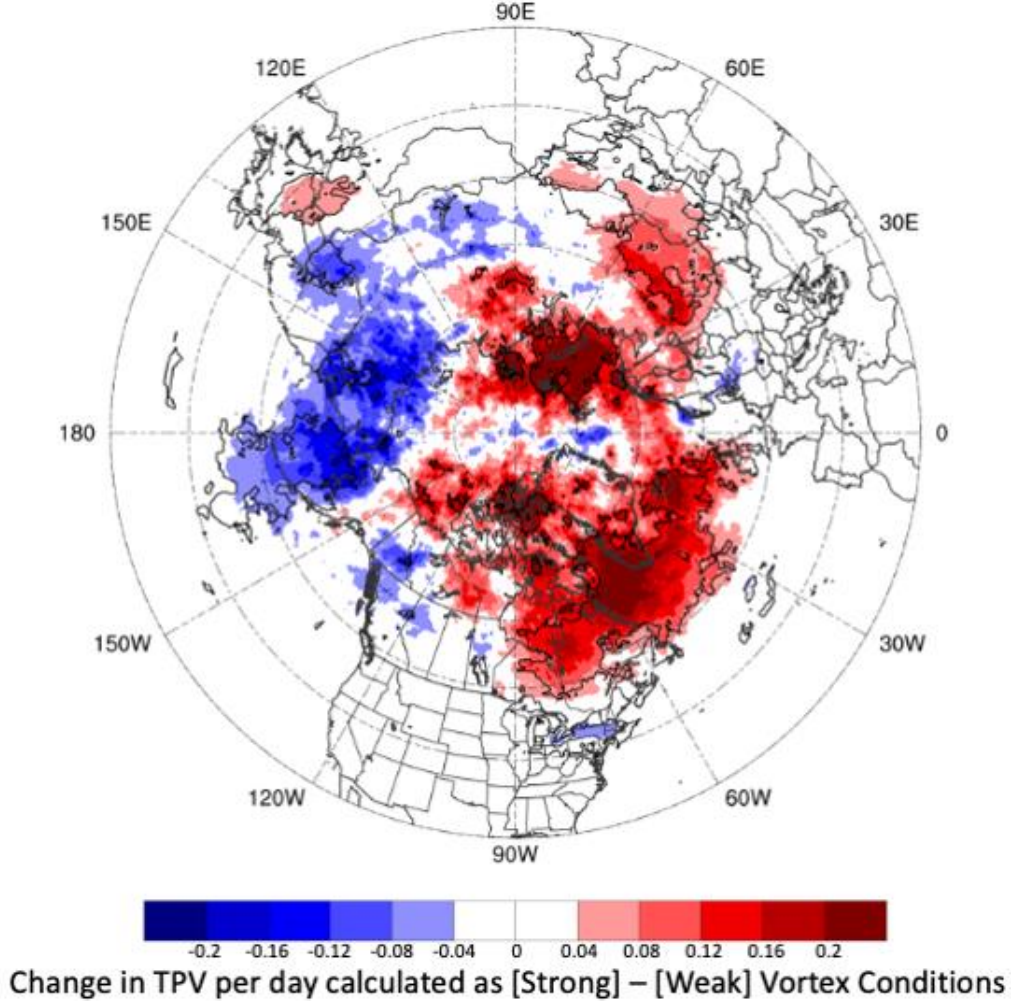 90E
120E
60E
150E
30E
180
0
150W
30W
120W
60W
90W
-0.2 -0.16 -0.12 -0.08 -0.04 0 0.04 0.08 0.12 0.16 0.2
Change in TPV per day calculated as [Strong] – [Weak] Vortex Conditions